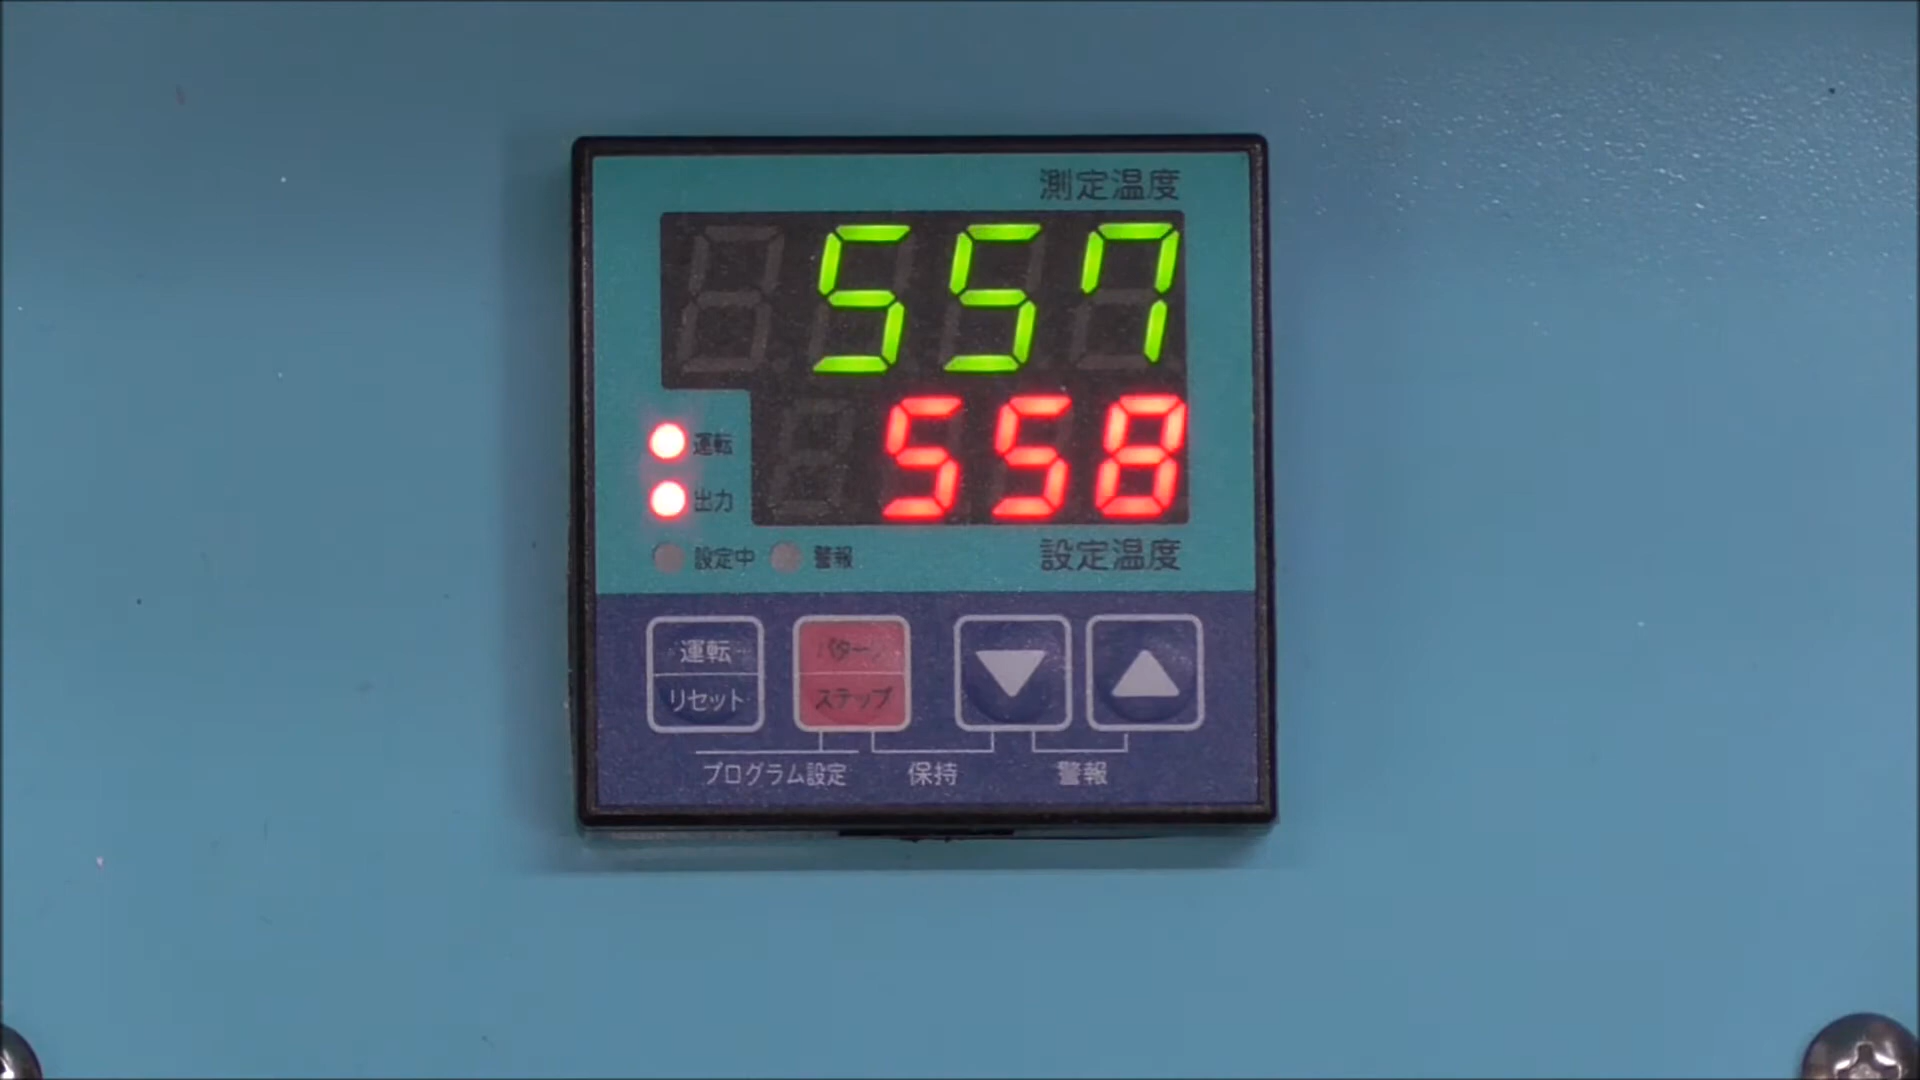 測定温度
557
558
運転
出力
設定中 警報
設定温度
運転 パターン
リセット ステップ
プログラム設定 保持 警報